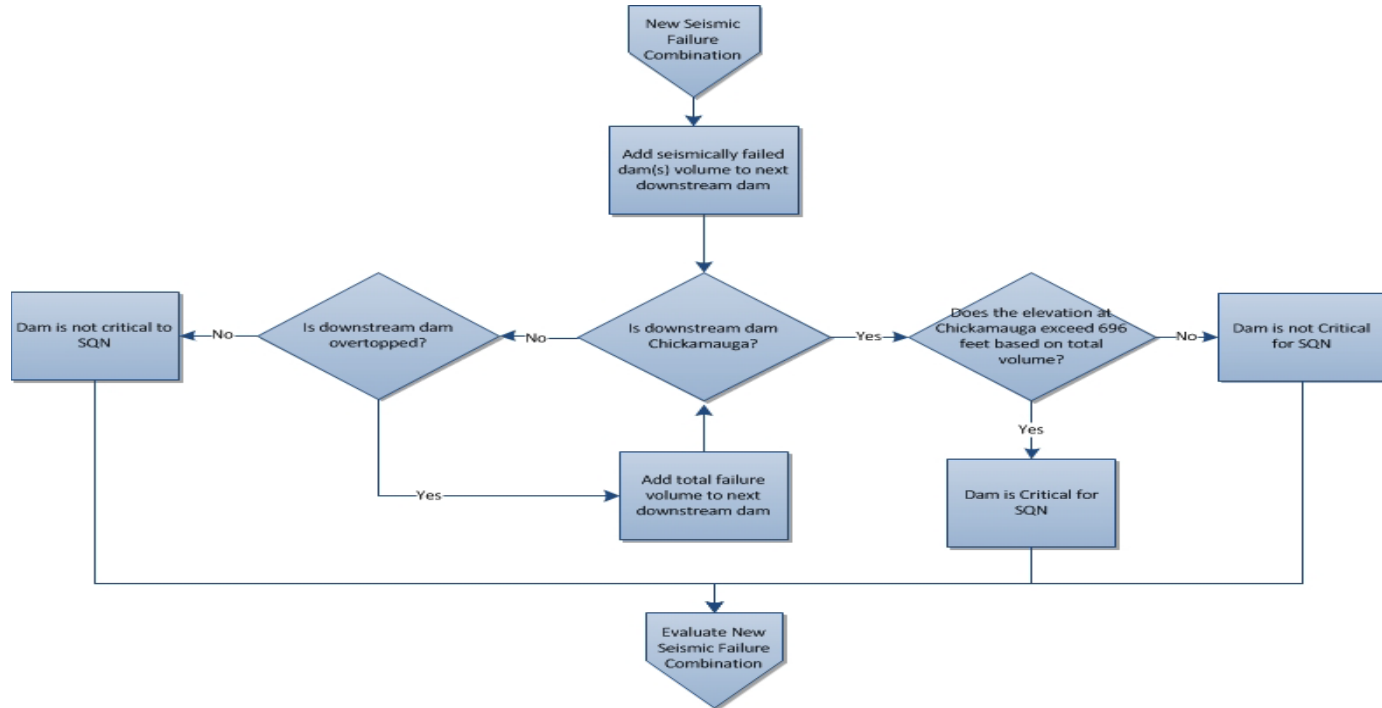 New Seismic
Failure
Combination
Add seismically failed
dam(s) volume to next
downstream dam
Dam is not critical to
SQN
No
Is downstream dam
overtopped?
No
Is downstream dam
Chickamauga?
Yes
Does the elevation at
Chickamauga exceed 696
feet based on total
volume?
No
Dam is not Critical
for SQN
Yes
Yes
Add total failure
volume to next
downstream dam
Dam is Critical for
SQN
Evaluate New
Seismic Failure
Combination